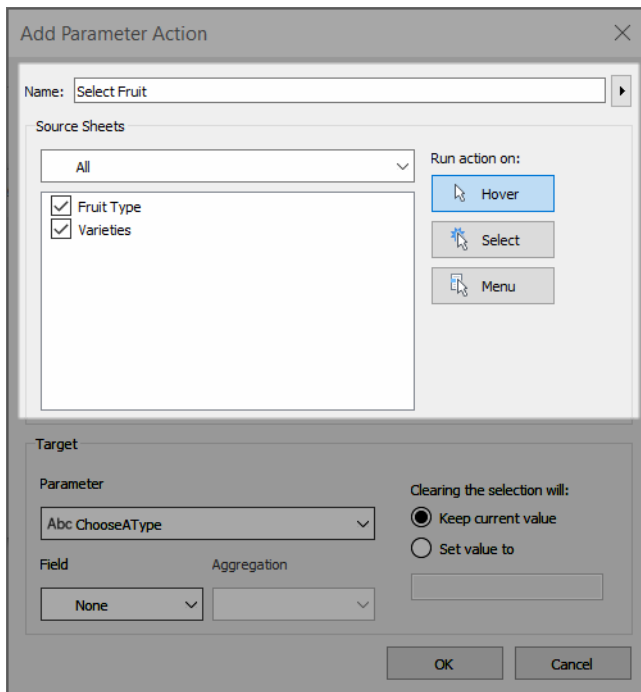 Add Parameter Action
Name: Select Fruit
Source Sheets
All
Fruit Type
Varieties
Run action on:
Hover
Select
Menu
Target
Parameter
Abc ChooseAType
Field
Aggregation
None
Clearing the selection will:
Keep current value
Set value to
OK
Cancel